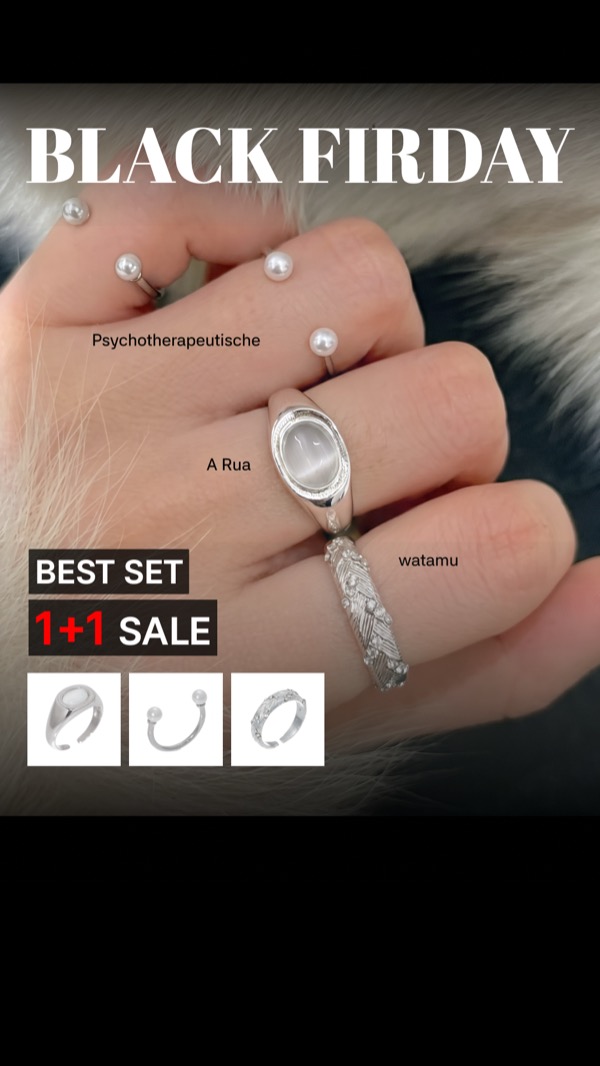 BLACK FIRDAY
Psychotherapeutische
A Rua
watamu
BEST SET
1+1 SALE